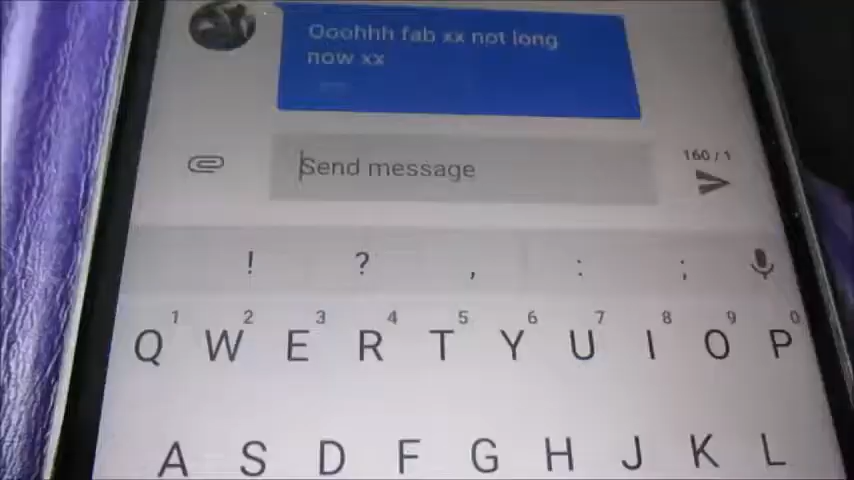 Ooohhh fab xx not long
now xx
Send message
160 / 1
! ? , : ;
1 2 3 4 5 6 7 8 9 0
Q W E R T Y U I O P
A S D F G H J K L